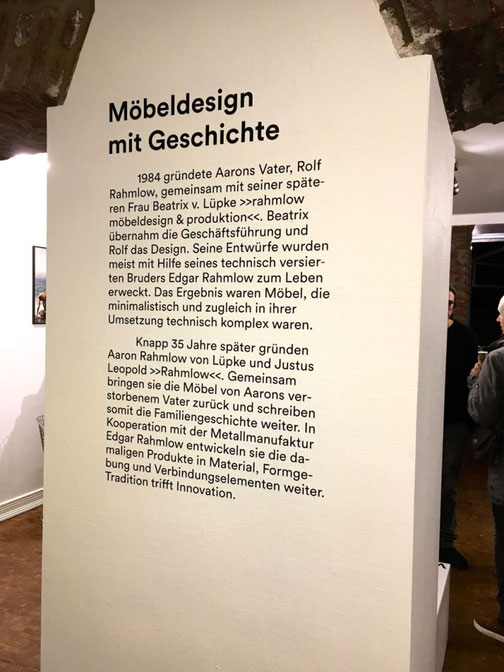 Möbeldesign
mit Geschichte
1984 gründete Aarons Vater, Rolf
Rahmlow, gemeinsam mit seiner späte-
ren Frau Beatrix v. Lüpke >>rahmlow
möbeldesign & produktion<<. Beatrix
übernahm die Geschäftsführung und
Rolf das Design. Seine Entwürfe wurden
meist mit Hilfe seines technisch versier-
ten Bruders Edgar Rahmlow zum Leben
erweckt. Das Ergebnis waren Möbel, die
minimalistisch und zugleich in ihrer
Umsetzung technisch komplex waren.
Knapp 35 Jahre später gründen
Aaron Rahmlow von Lüpke und Justus
Leopold >>Rahmlow<<. Gemeinsam
bringen sie die Möbel von Aarons ver-
storbenem Vater zurück und schreiben
somit die Familiengeschichte weiter. In
Kooperation mit der Metallmanufaktur
Edgar Rahmlow entwickeln sie die da-
maligen Produkte in Material, Formge-
bung und Verbindungselementen weiter.
Tradition trifft Innovation.